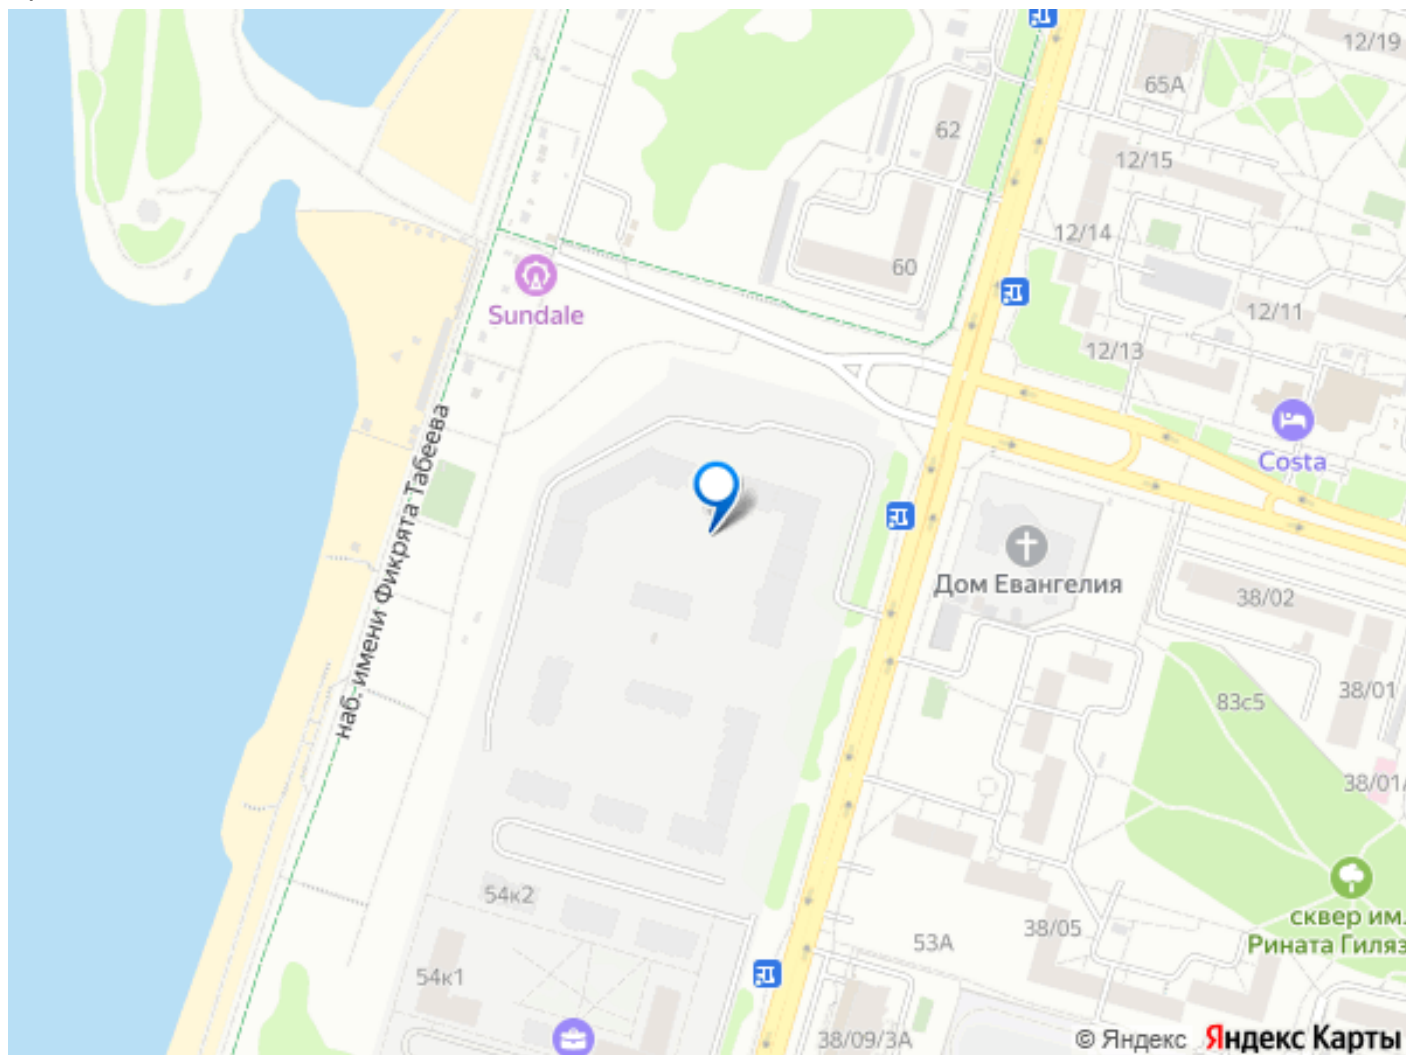 12/19
65А
62
12/15
12/14
60
12/11
Sundale
12/13
наб. имени Фикрята Табеева
Costa
Дом Евангелия
38/02
38/01
83с5
38/01/
54к2
сквер им.
Рината Гиляз
38/05
53А
54к1
38/09/3А
© Яндекс Яндекс Карты